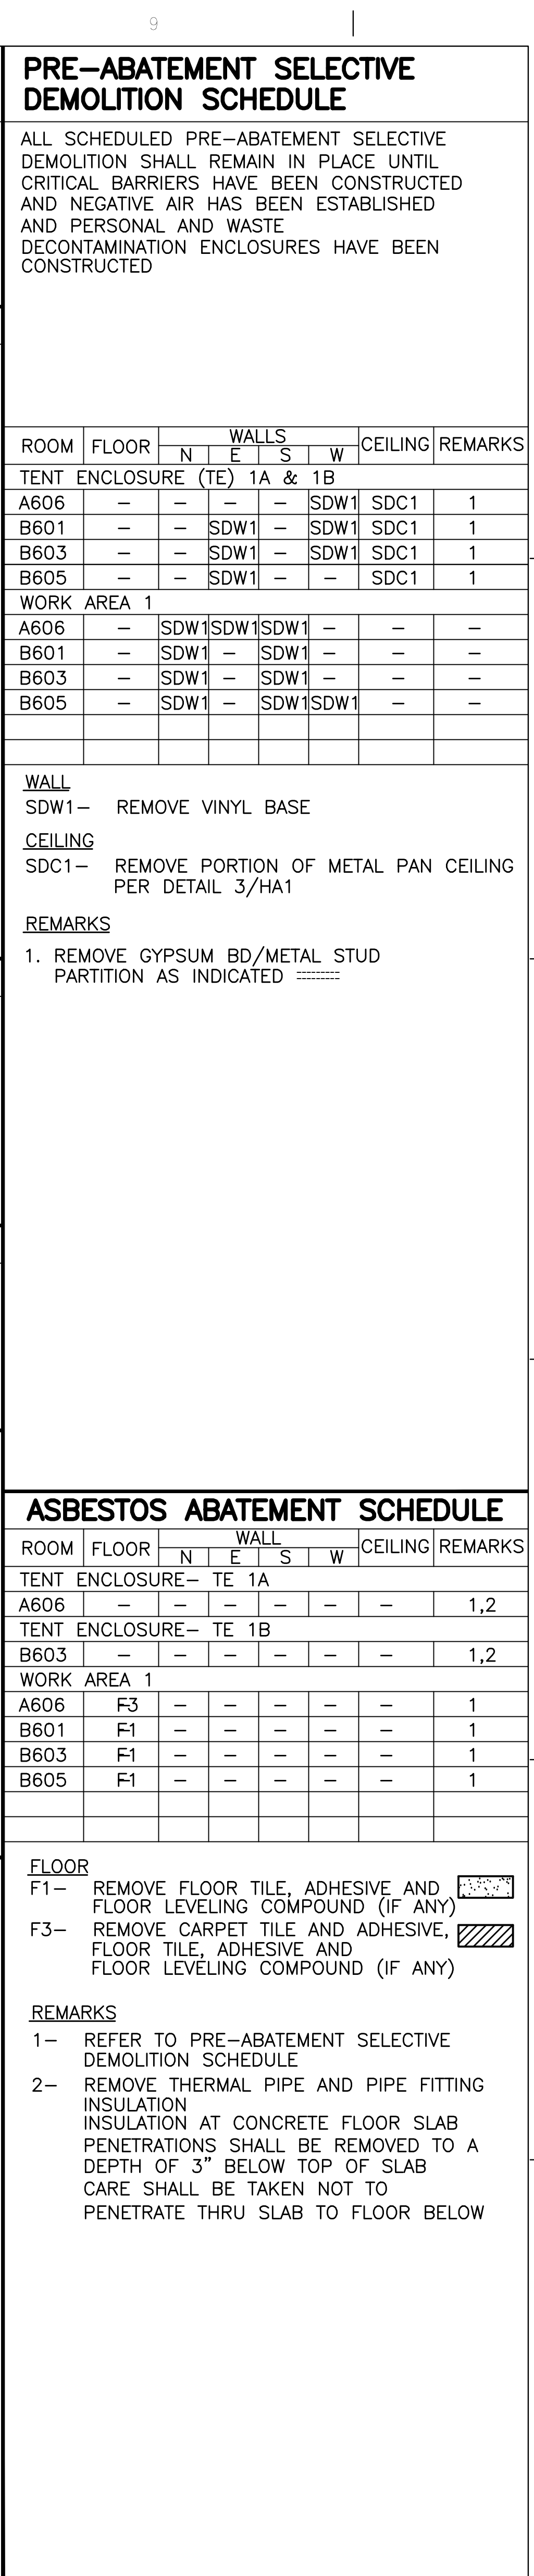 9
PRE-ABATEMENT SELECTIVE
DEMOLITION SCHEDULE
ALL SCHEDULED PRE-ABATEMENT SELECTIVE
DEMOLITION SHALL REMAIN IN PLACE UNTIL
CRITICAL BARRIERS HAVE BEEN CONSTRUCTED
AND NEGATIVE AIR HAS BEEN ESTABLISHED
AND PERSONAL AND WASTE
DECONTAMINATION ENCLOSURES HAVE BEEN
CONSTRUCTED
ROOM FLOOR WALLS CEILING REMARKS
N E S W
TENT ENCLOSURE (TE) 1A & 1B
A606 - - - - SDW1 SDC1 1
B601 - - SDW1 - SDW1 SDC1 1
B603 - - SDW1 - SDW1 SDC1 1
B605 - - SDW1 - - SDC1 1
WORK AREA 1
A606 - SDW1 SDW1 SDW1 - - -
B601 - SDW1 - SDW1 - - -
B603 - SDW1 - SDW1 - - -
B605 - SDW1 - SDW1 SDW1 - -
WALL
SDW1- REMOVE VINYL BASE
CEILING
SDC1- REMOVE PORTION OF METAL PAN CEILING
PER DETAIL 3/HA1
REMARKS
1. REMOVE GYPSUM BD/METAL STUD
PARTITION AS INDICATED
ASBESTOS ABATEMENT SCHEDULE
ROOM FLOOR WALL CEILING REMARKS
N E S W
TENT ENCLOSURE- TE 1A
A606 - - - - - - 1,2
TENT ENCLOSURE- TE 1B
B603 - - - - - - 1,2
WORK AREA 1
A606 F3 - - - - - 1
B601 F1 - - - - - 1
B603 F1 - - - - - 1
B605 F1 - - - - - 1
FLOOR
F1- REMOVE FLOOR TILE, ADHESIVE AND
FLOOR LEVELING COMPOUND (IF ANY)
F3- REMOVE CARPET TILE AND ADHESIVE,
FLOOR TILE, ADHESIVE AND
FLOOR LEVELING COMPOUND (IF ANY)
REMARKS
1- REFER TO PRE-ABATEMENT SELECTIVE
DEMOLITION SCHEDULE
2- REMOVE THERMAL PIPE AND PIPE FITTING
INSULATION
INSULATION AT CONCRETE FLOOR SLAB
PENETRATIONS SHALL BE REMOVED TO A
DEPTH OF 3" BELOW TOP OF SLAB
CARE SHALL BE TAKEN NOT TO
PENETRATE THRU SLAB TO FLOOR BELOW